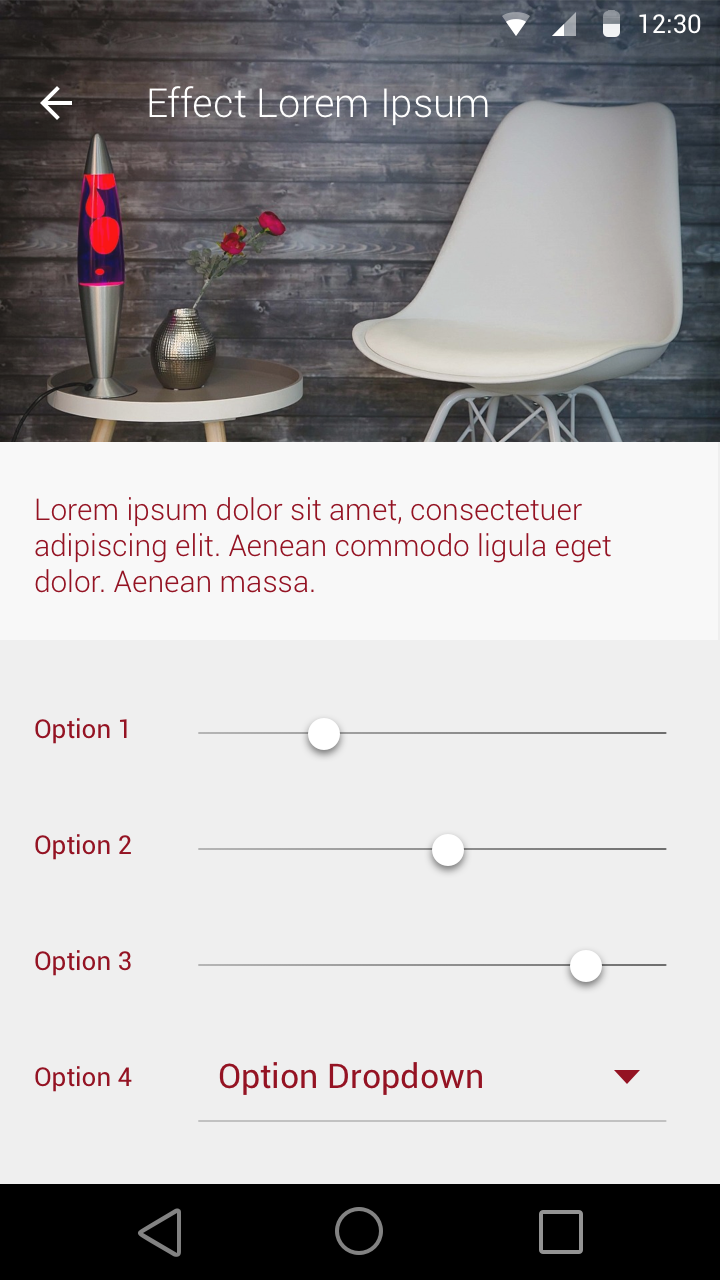 12:30
Effect Lorem Ipsum
Lorem ipsum dolor sit amet, consectetuer
adipiscing elit. Aenean commodo ligula eget
dolor. Aenean massa.
Option 1
Option 2
Option 3
Option 4 Option Dropdown